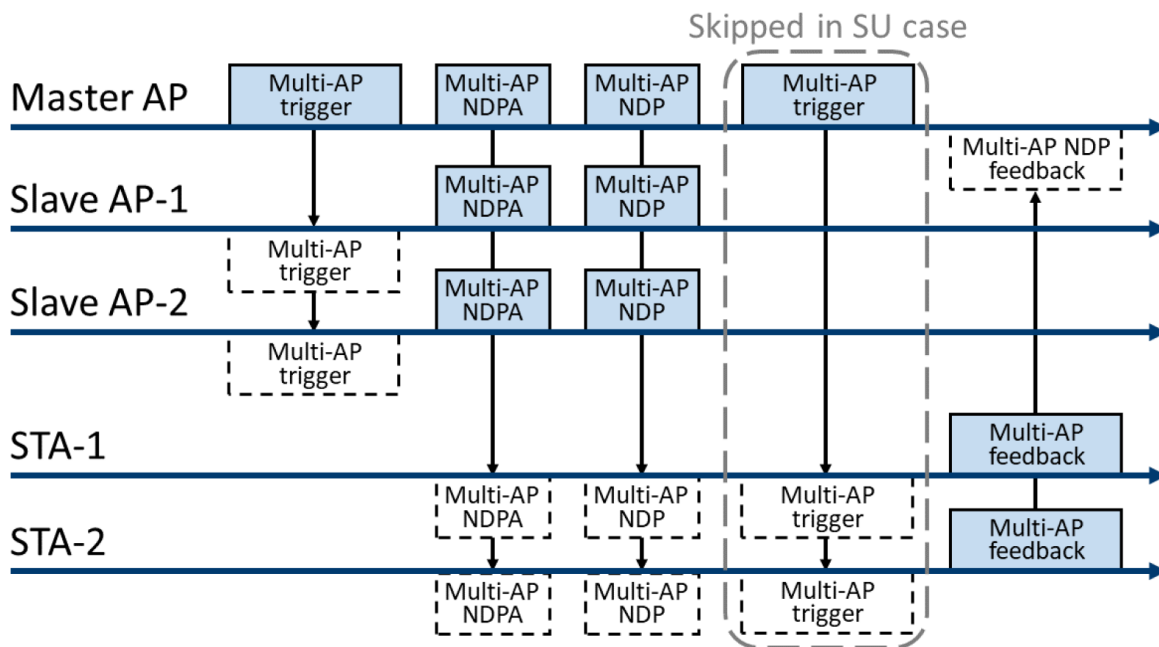 Skipped in SU case
Master AP
Multi-AP
trigger
Multi-AP
NDPA
Multi-AP
NDP
Multi-AP
trigger
Multi-AP NDP
feedback
Slave AP-1
Multi-AP
NDPA
Multi-AP
NDP
Multi-AP
trigger
Slave AP-2
Multi-AP
NDPA
Multi-AP
NDP
Multi-AP
trigger
STA-1
Multi-AP
feedback
Multi-AP
NDPA
Multi-AP
NDP
Multi-AP
trigger
STA-2
Multi-AP
feedback
Multi-AP
NDPA
Multi-AP
NDP
Multi-AP
trigger